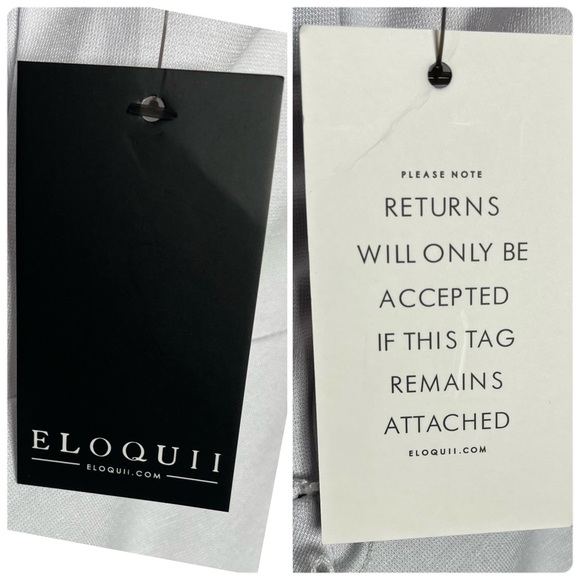 ELOQUII
ELOQUII.COM
PLEASE NOTE
RETURNS
WILL ONLY BE
ACCEPTED
IF THIS TAG
REMAINS
ATTACHED
ELOQUII.COM